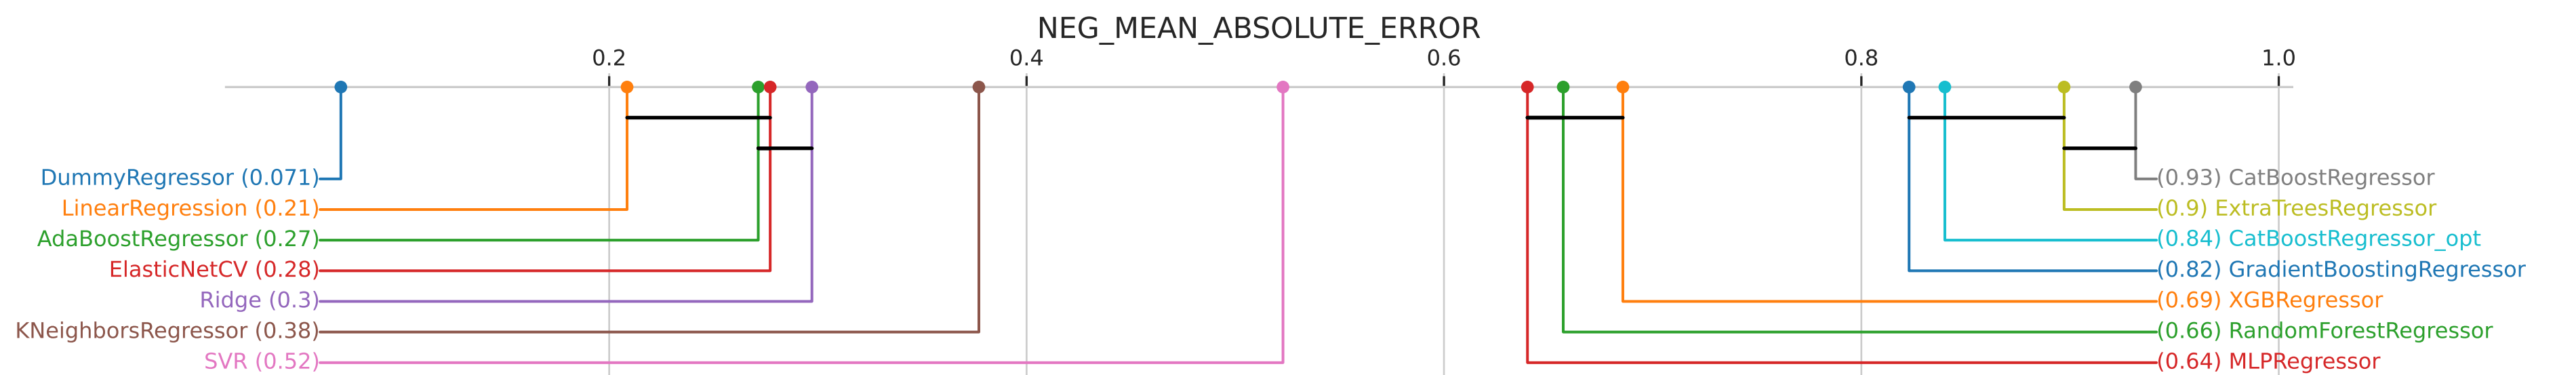 NEG_MEAN_ABSOLUTE_ERROR
0.2 0.4 0.6 0.8 1.0
DummyRegressor (0.071) (0.93) CatBoostRegressor
LinearRegression (0.21) (0.9) ExtraTreesRegressor
AdaBoostRegressor (0.27) (0.84) CatBoostRegressor_opt
ElasticNetCV (0.28) (0.82) GradientBoostingRegressor
Ridge (0.3) (0.69) XGBRegressor
KNeighborsRegressor (0.38) (0.66) RandomForestRegressor
SVR (0.52) (0.64) MLPRegressor